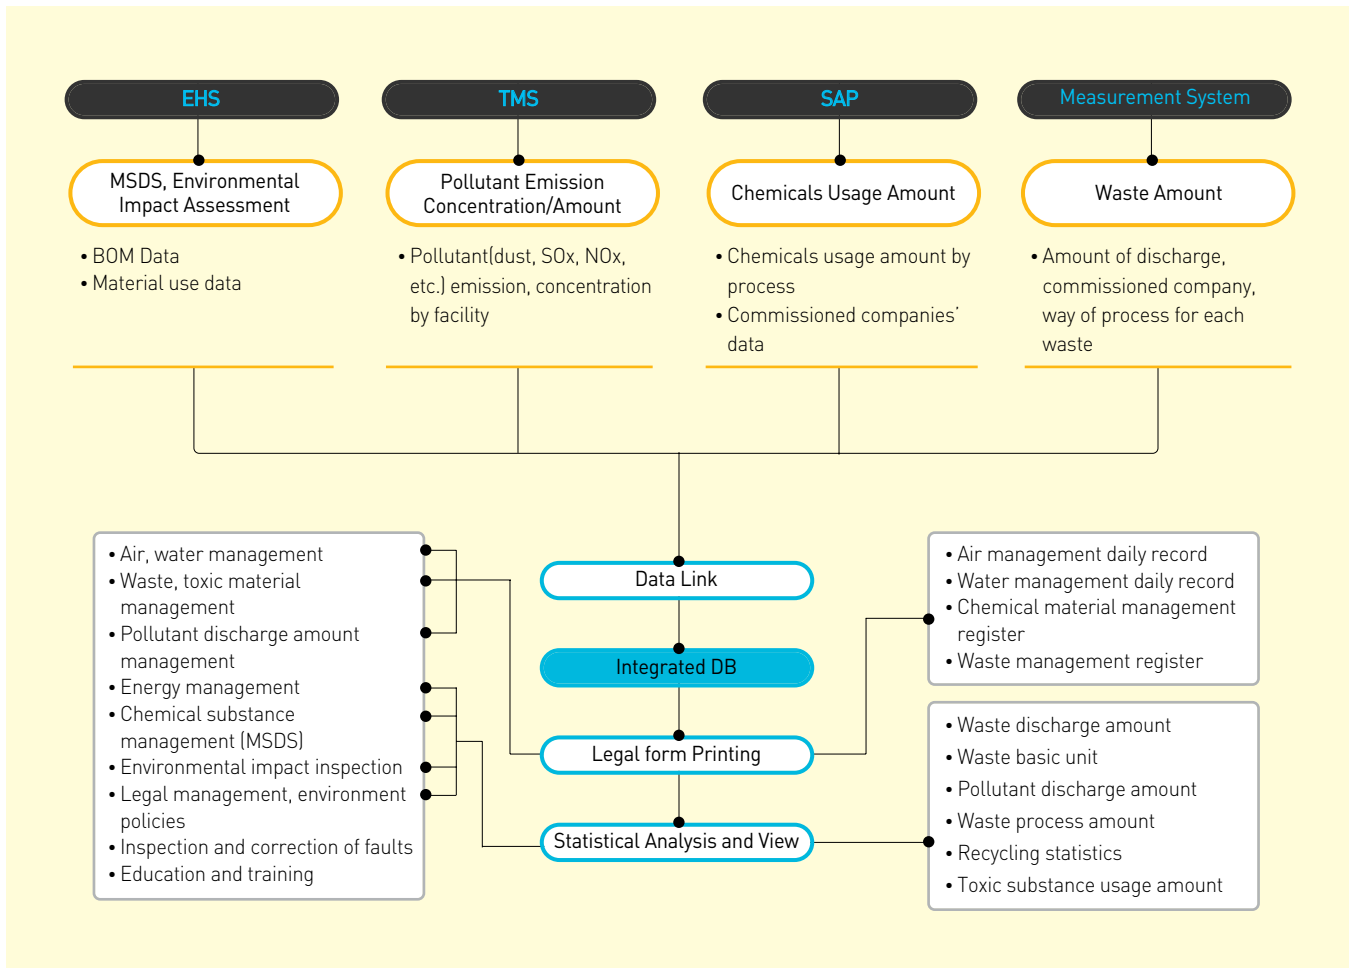 EHS
TMS
SAP
Measurement System
MSDS, Environmental
Impact Assessment
Pollutant Emission
Concentration/Amount
Chemicals Usage Amount
Waste Amount
• BOM Data
• Material use data
• Pollutant(dust, SOx, NOx,
etc.) emission, concentration
by facility
• Chemicals usage amount by
process
• Commissioned companies’
data
• Amount of discharge,
commissioned company,
way of process for each
waste
• Air, water management
• Waste, toxic material
management
• Pollutant discharge amount
management
• Energy management
• Chemical substance
management (MSDS)
• Environmental impact inspection
• Legal management, environment
policies
• Inspection and correction of faults
• Education and training
Data Link
Integrated DB
Legal form Printing
Statistical Analysis and View
• Air management daily record
• Water management daily record
• Chemical material management
register
• Waste management register
• Waste discharge amount
• Waste basic unit
• Pollutant discharge amount
• Waste process amount
• Recycling statistics
• Toxic substance usage amount